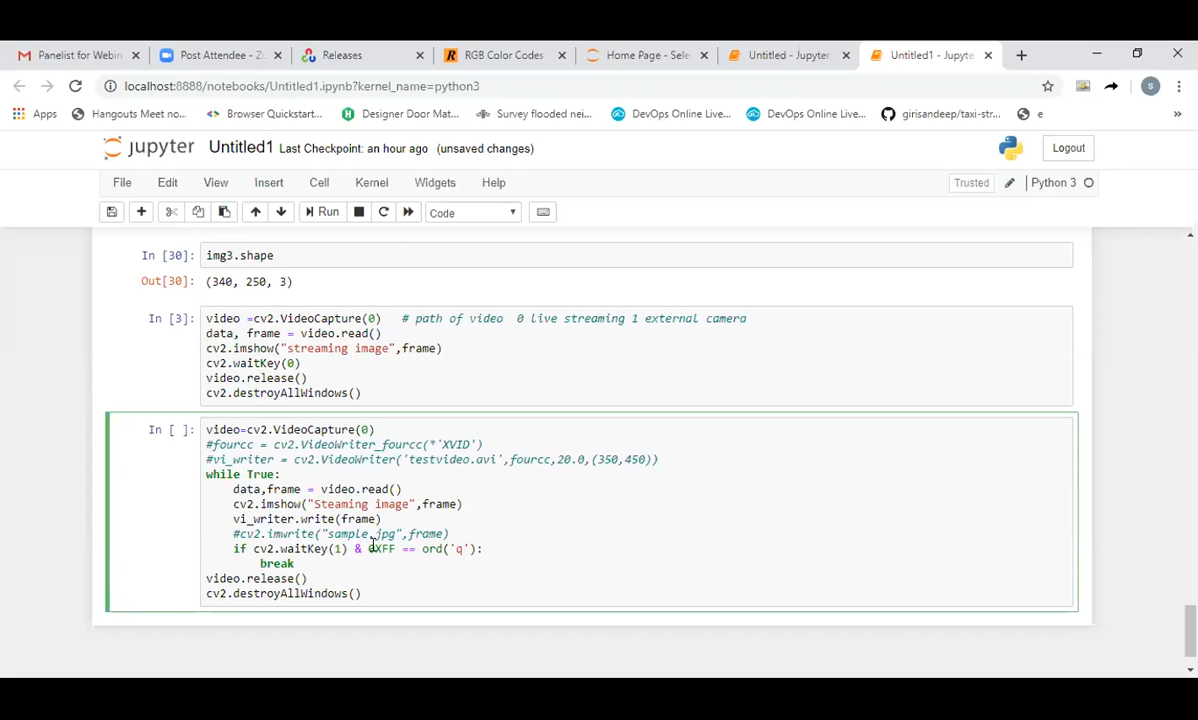 Panelist for Webin
Post Attendee - Zo
Releases
RGB Color Codes
Home Page - Sele
Untitled - Jupyter
Untitled1 - Jupyte
localhost:8888/notebooks/Untitled1.ipynb?kernel_name=python3
S
Apps
Hangouts Meet no...
Browser Quickstart...
Designer Door Mat...
Survey flooded nei...
DevOps Online Live...
DevOps Online Live...
girisandeep/taxi-str...
e
»
jupyter Untitled1 Last Checkpoint: an hour ago (unsaved changes)
Logout
File Edit View Insert Cell Kernel Widgets Help
Trusted
Python 3
Run
Code
In [30]: img3.shape
Out[30]: (340, 250, 3)
In [3]: video =cv2.VideoCapture(0) # path of video 0 live streaming 1 external camera
data, frame = video.read()
cv2.imshow("streaming image",frame)
cv2.waitKey(0)
video.release()
cv2.destroyAllWindows()
In [ ]: video=cv2.VideoCapture(0)
#fourcc = cv2.VideoWriter_fourcc(*'XVID')
#vi_writer = cv2.VideoWriter('testvideo.avi',fourcc,20.0,(350,450))
while True:
data,frame = video.read()
cv2.imshow("Steaming image",frame)
vi_writer.write(frame)
#cv2.imwrite("sample.jpg",frame)
if cv2.waitKey(1) & 0XFF == ord('q'):
break
video.release()
cv2.destroyAllWindows()